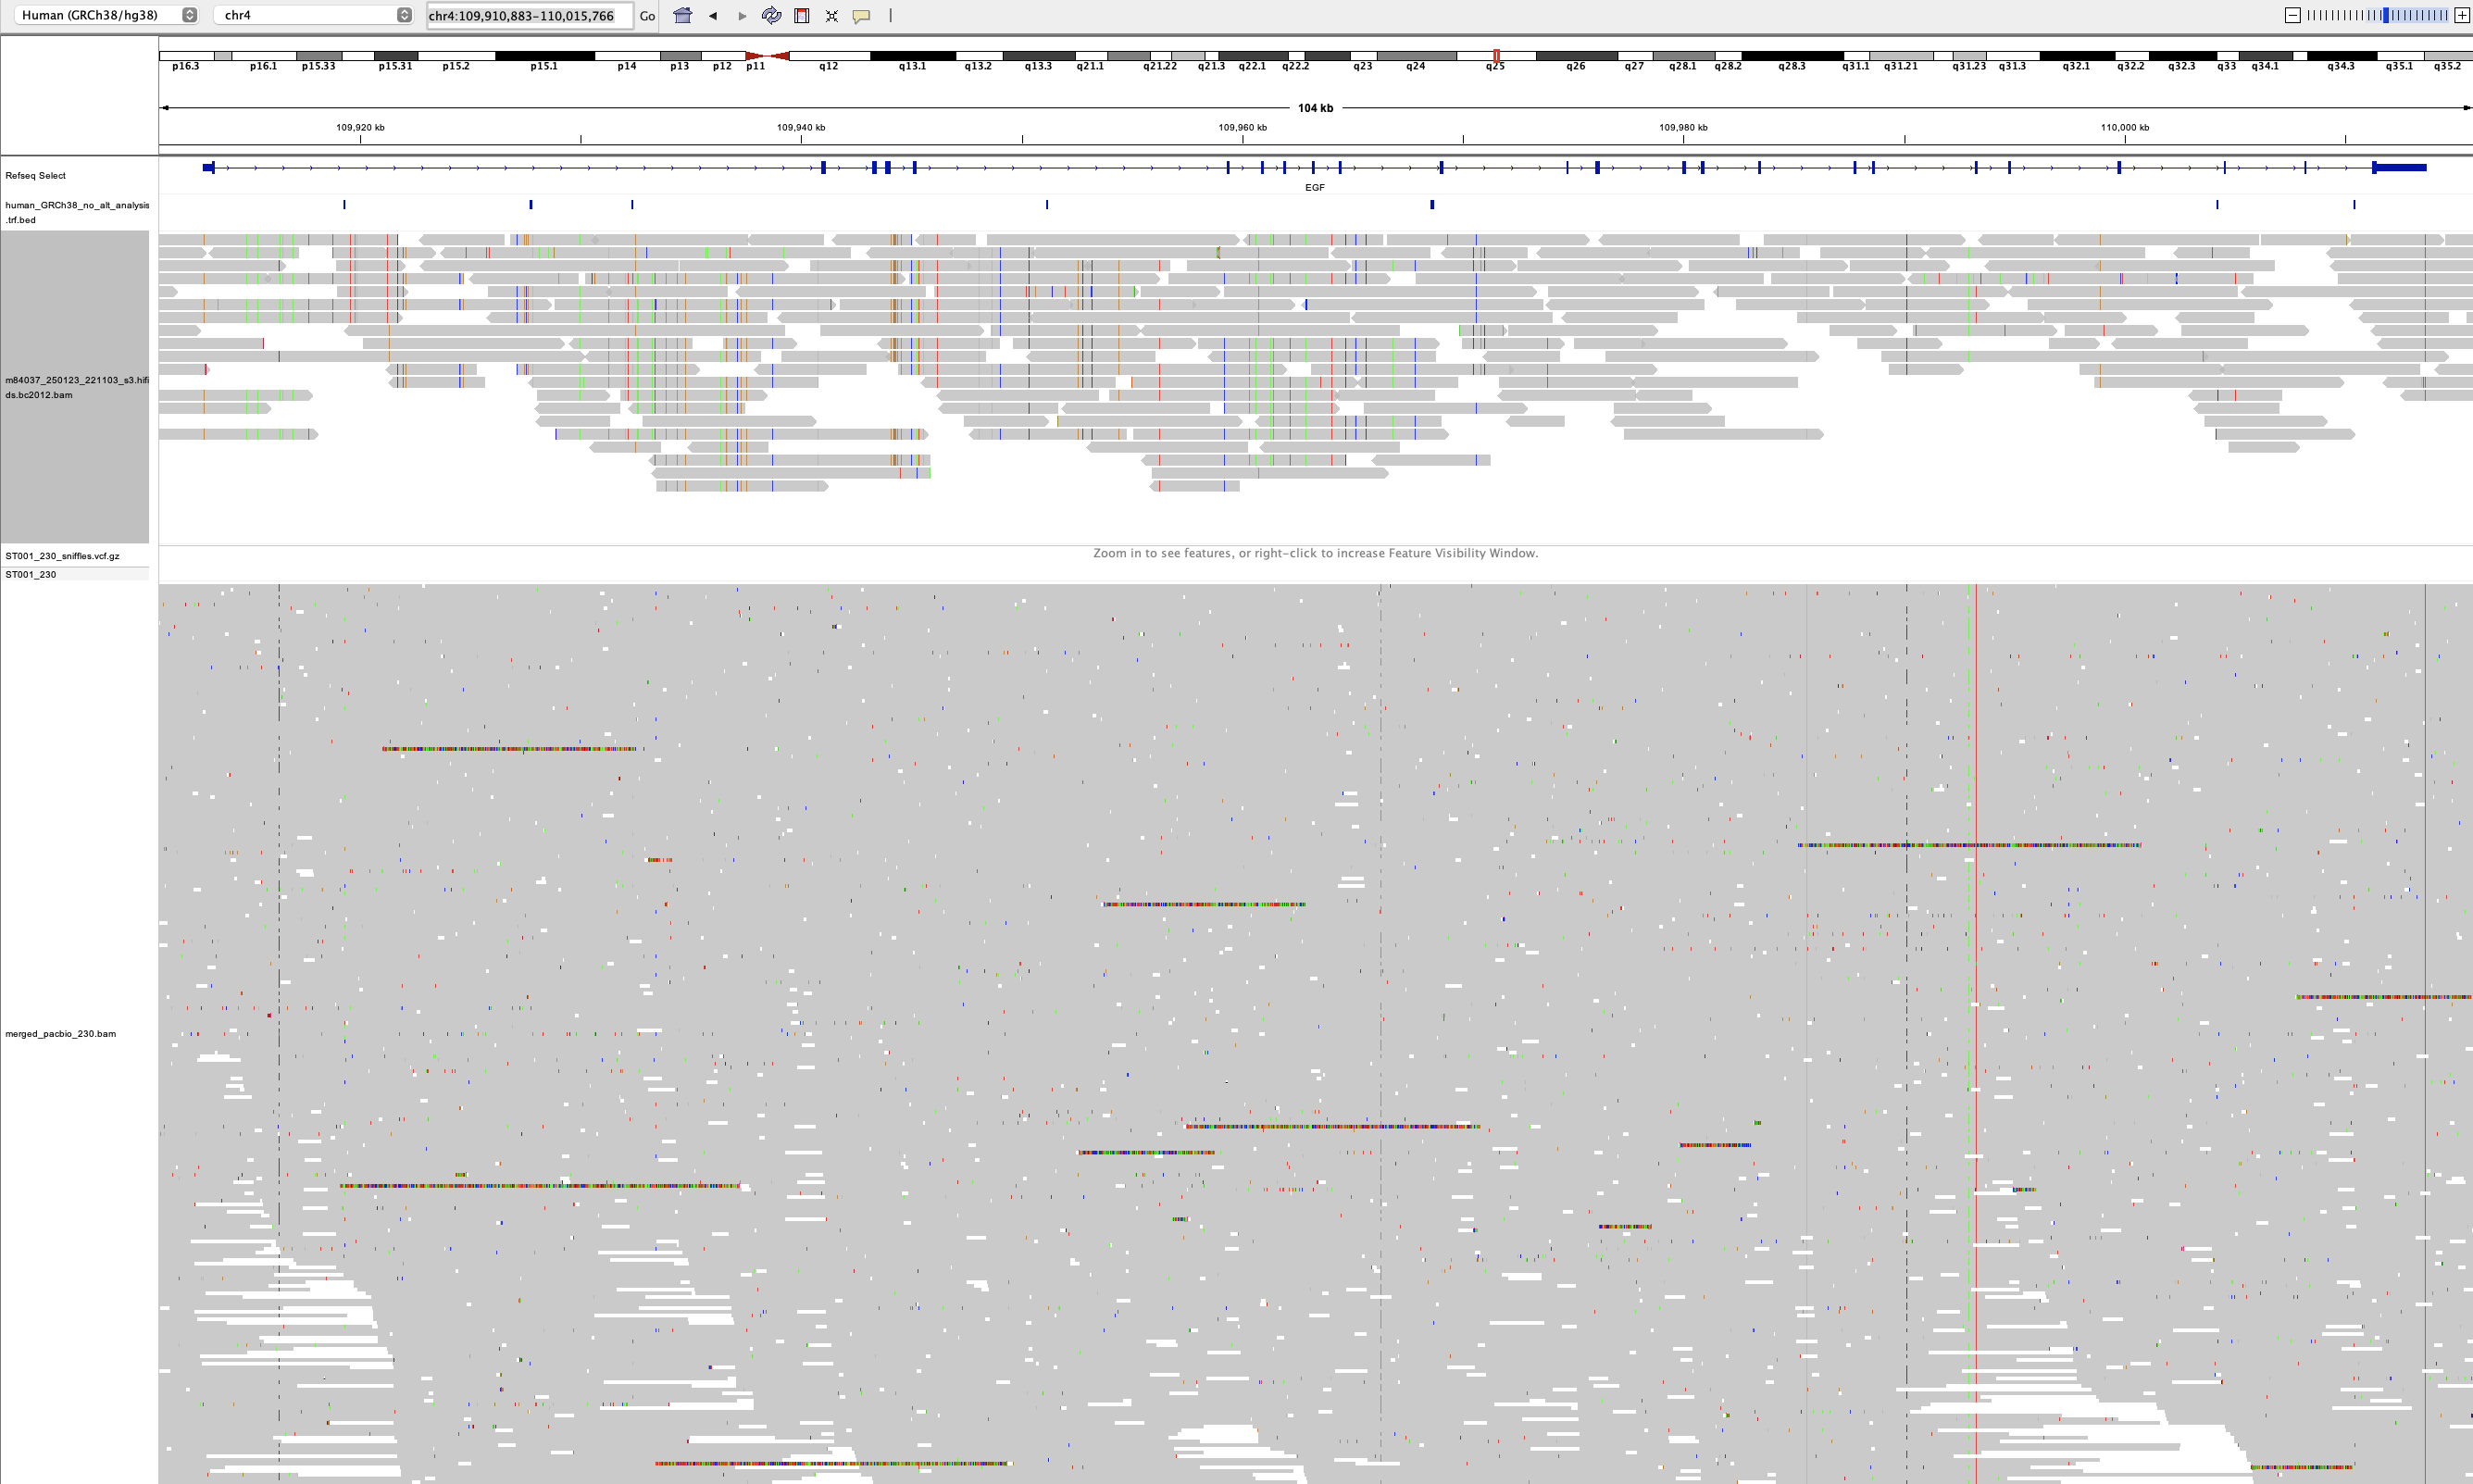 Human (GRCh38/hg38) chr4 chr4:109,910,883-110,015,766 Go
p16.3 p16.1 p15.33 p15.31 p15.2 p15.1 p14 p13 p12 p11 q12 q13.1 q13.2 q13.3 q21.1 q21.22 q21.3 q22.1 q22.2 q23 q24 q25 q26 q27 q28.1 q28.2 q28.3 q31.1 q31.21 q31.23 q31.3 q32.1 q32.2 q32.3 q33 q34.1 q34.3 q35.1 q35.2
104 kb
109,920 kb 109,940 kb 109,960 kb 109,980 kb 110,000 kb
Refseq Select
EGF
human_GRCh38_no_alt_analysis
.trf.bed
m84037_250123_221103_s3.hifi
ds.bc2012.bam
ST001_230_sniffles.vcf.gz
Zoom in to see features, or right-click to increase Feature Visibility Window.
ST001_230
merged_pacbio_230.bam